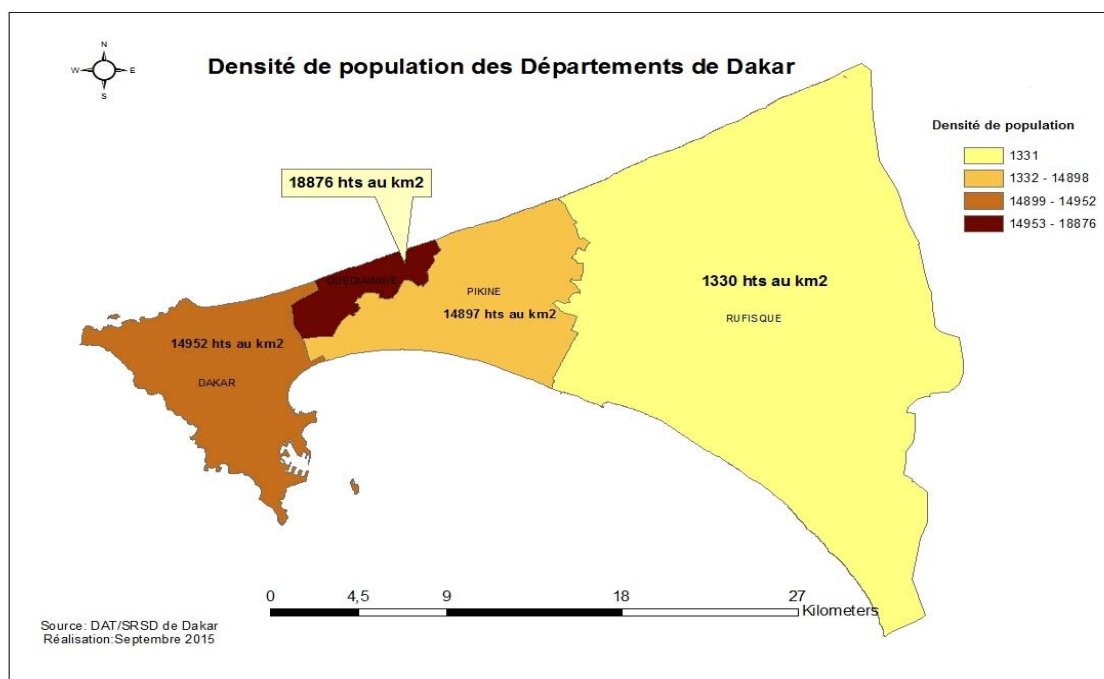 N
W E
S
Densité de population des Départements de Dakar
Densité de population
1331
1332 - 14898
14899 - 14952
14953 - 18876
18876 hts au km2
GUEDIAWAYE
PIKINE
14897 hts au km2
1330 hts au km2
RUFISQUE
14952 hts au km2
DAKAR
0 4,5 9 18 27
Kilometers
Source: DAT/SRSD de Dakar
Réalisation:Septembre 2015